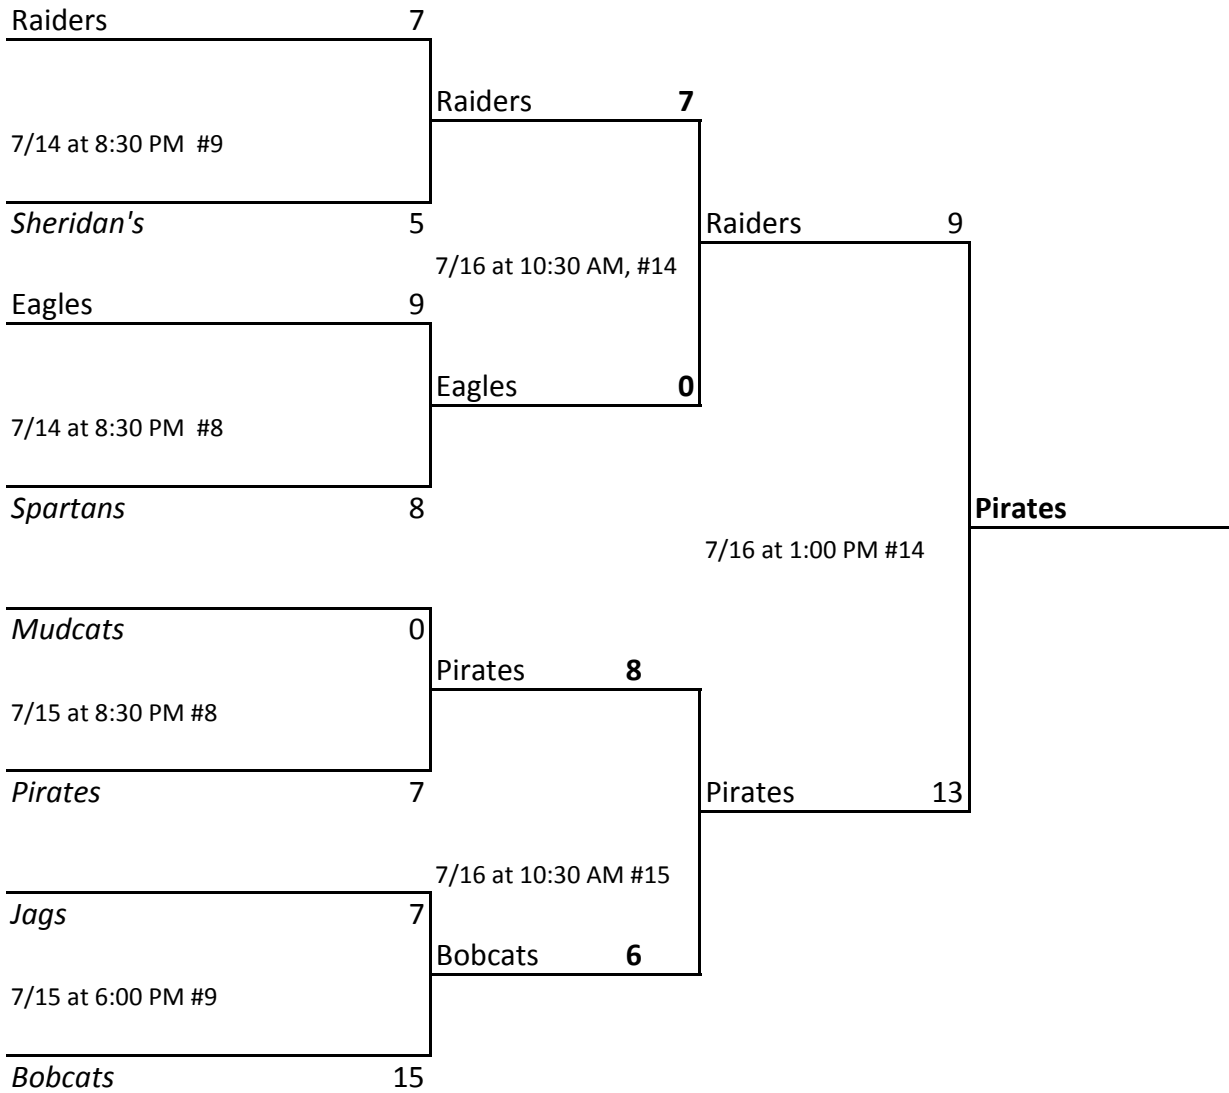 Raiders 7
Raiders 7
7/14 at 8:30 PM #9
Sheridan's 5
Raiders 9
7/16 at 10:30 AM, #14
Eagles 9
Eagles 0
7/14 at 8:30 PM #8
Spartans 8
Pirates
7/16 at 1:00 PM #14
Mudcats 0
Pirates 8
7/15 at 8:30 PM #8
Pirates 7
Pirates 13
7/16 at 10:30 AM #15
Jags 7
Bobcats 6
7/15 at 6:00 PM #9
Bobcats 15